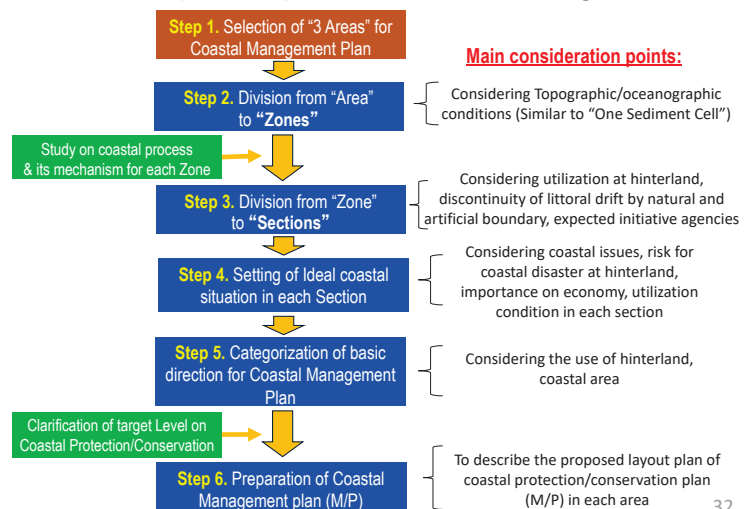 Step 1. Selection of “3 Areas” for
Coastal Management Plan
Main consideration points:
Step 2. Division from “Area”
to “Zones”
Considering Topographic/oceanographic
conditions (Similar to “One Sediment Cell”)
Study on coastal process
& its mechanism for each Zone
Step 3. Division from “Zone”
to “Sections”
Considering utilization at hinterland,
discontinuity of littoral drift by natural and
artificial boundary, expected initiative agencies
Step 4. Setting of Ideal coastal
situation in each Section
Considering coastal issues, risk for
coastal disaster at hinterland,
importance on economy, utilization
condition in each section
Step 5. Categorization of basic
direction for Coastal Management
Plan
Considering the use of hinterland,
coastal area
Clarification of target Level on
Coastal Protection/Conservation
Step 6. Preparation of Coastal
Management plan (M/P)
To describe the proposed layout plan of
coastal protection/conservation plan
(M/P) in each area
32